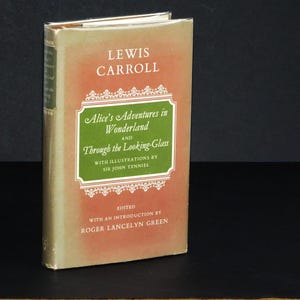 LEWIS
CARROLL
Alice's Adventures in
Wonderland
AND
Through the Looking-Glass
WITH ILLUSTRATIONS BY
SIR JOHN TENNIEL
EDITED
WITH AN INTRODUCTION BY
ROGER LANCELYN GREEN